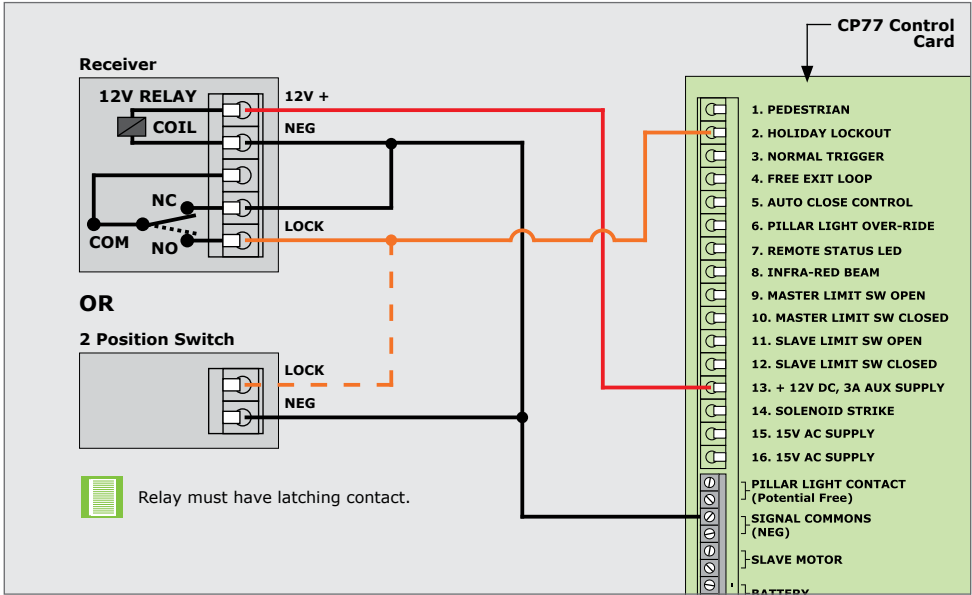 CP77 Control
Card
Receiver
12V RELAY
COIL
NC
COM
NO
12V +
NEG
LOCK
OR
2 Position Switch
LOCK
NEG
Relay must have latching contact.
1. PEDESTRIAN
2. HOLIDAY LOCKOUT
3. NORMAL TRIGGER
4. FREE EXIT LOOP
5. AUTO CLOSE CONTROL
6. PILLAR LIGHT OVER-RIDE
7. REMOTE STATUS LED
8. INFRA-RED BEAM
9. MASTER LIMIT SW OPEN
10. MASTER LIMIT SW CLOSED
11. SLAVE LIMIT SW OPEN
12. SLAVE LIMIT SW CLOSED
13. + 12V DC, 3A AUX SUPPLY
14. SOLENOID STRIKE
15. 15V AC SUPPLY
16. 15V AC SUPPLY
PILLAR LIGHT CONTACT
(Potential Free)
SIGNAL COMMONS
(NEG)
SLAVE MOTOR
BATTERY